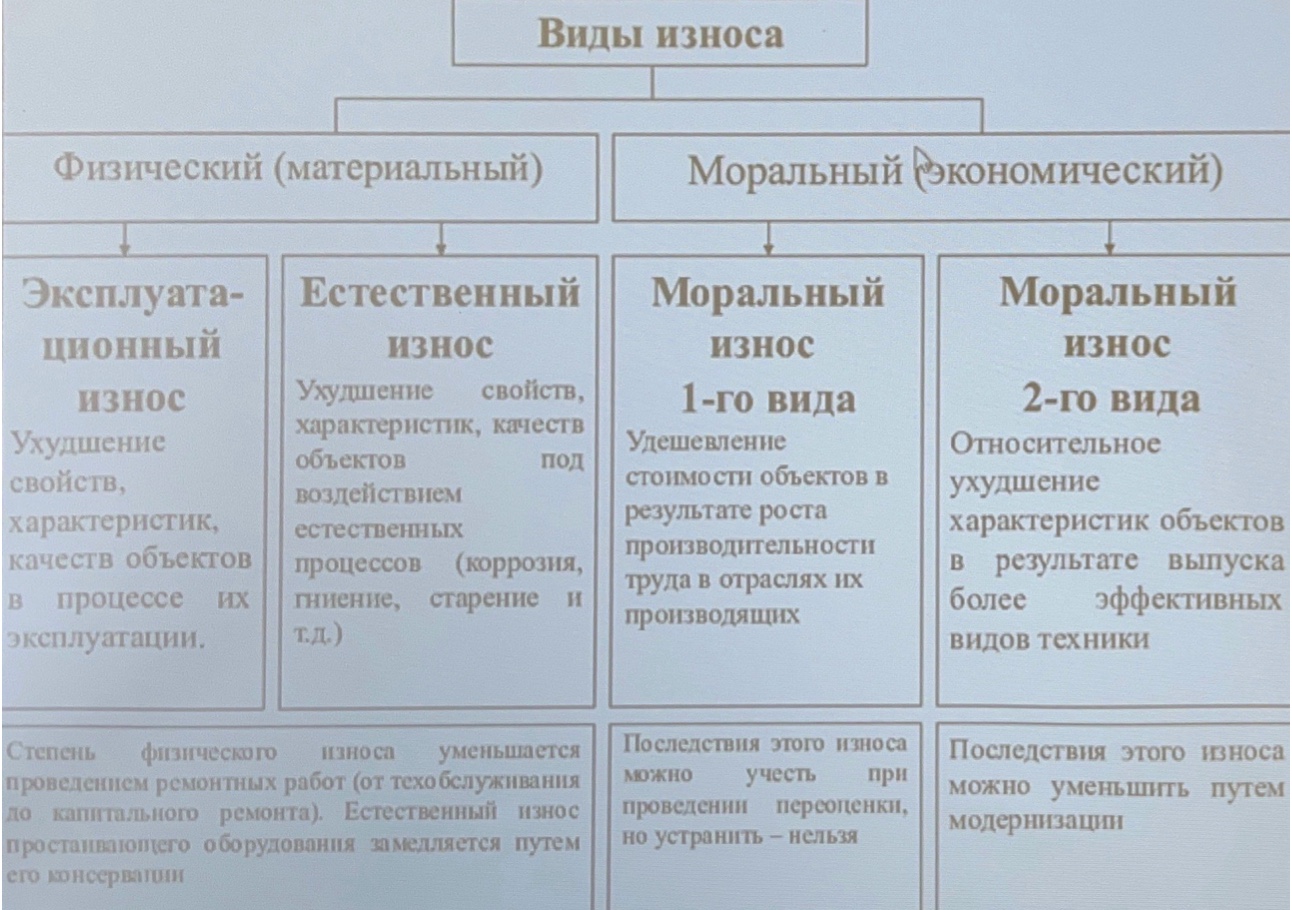 Виды износа
Физический (материальный)
Моральный (экономический)
Эксплуата-
ционный
износ
Ухудшение
свойств,
характеристик,
качеств объектов
в процессе их
эксплуатации.
Естественный
износ
Ухудшение свойств,
характеристик, качеств
объектов под
воздействием
естественных
процессов (коррозия,
гниение, старение и
т.д.)
Моральный
износ
1-го вида
Удешевление
стоимости объектов в
результате роста
производительности
труда в отраслях их
производящих
Моральный
износ
2-го вида
Относительное
ухудшение
характеристик объектов
в результате выпуска
более эффективных
видов техники
Степень физического износа уменьшается
проведением ремонтных работ (от техобслуживания
до капитального ремонта). Естественный износ
простаивающего оборудования замедляется путем
его консервации
Последствия этого износа
можно учесть при
проведении переоценки,
но устранить – нельзя
Последствия этого износа
можно уменьшить путем
модернизации